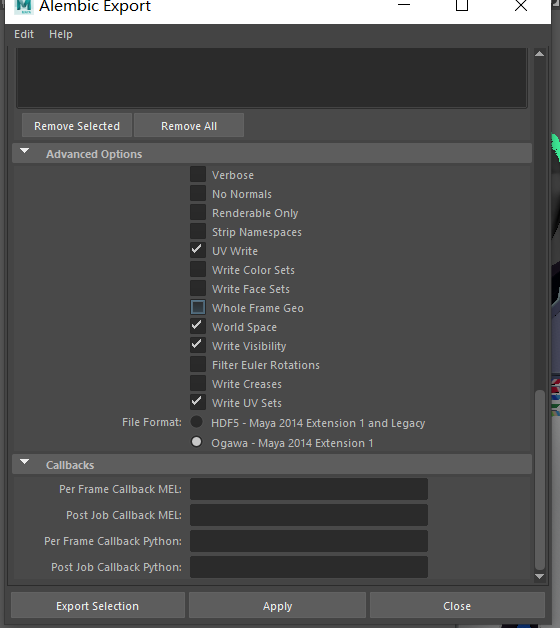 Alembic Export
Edit Help
Remove Selected Remove All
Advanced Options
Verbose
No Normals
Renderable Only
Strip Namespaces
UV Write
Write Color Sets
Write Face Sets
Whole Frame Geo
World Space
Write Visibility
Filter Euler Rotations
Write Creases
Write UV Sets
File Format: HDF5 - Maya 2014 Extension 1 and Legacy
Ogawa - Maya 2014 Extension 1
Callbacks
Per Frame Callback MEL:
Post Job Callback MEL:
Per Frame Callback Python:
Post Job Callback Python:
Export Selection Apply Close